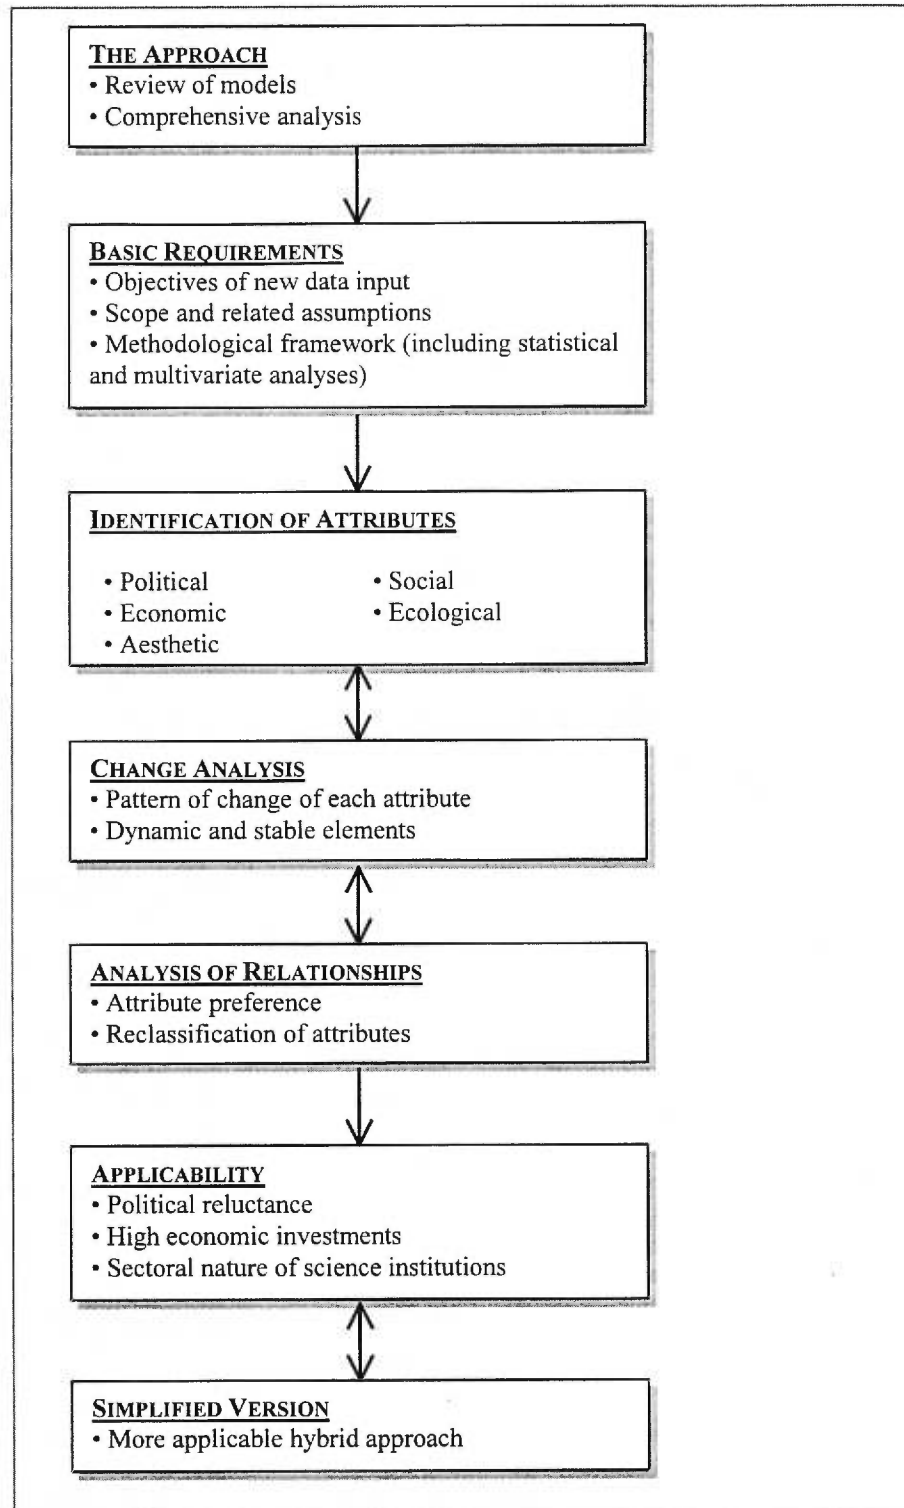 THE APPROACH
• Review of models
• Comprehensive analysis
BASIC REQUIREMENTS
• Objectives of new data input
• Scope and related assumptions
• Methodological framework (including statistical
and multivariate analyses)
IDENTIFICATION OF ATTRIBUTES
• Political
• Economic
• Aesthetic
• Social
• Ecological
CHANGE ANALYSIS
• Pattern of change of each attribute
• Dynamic and stable elements
ANALYSIS OF RELATIONSHIPS
• Attribute preference
• Reclassification of attributes
APPLICABILITY
• Political reluctance
• High economic investments
• Sectoral nature of science institutions
SIMPLIFIED VERSION
• More applicable hybrid approach